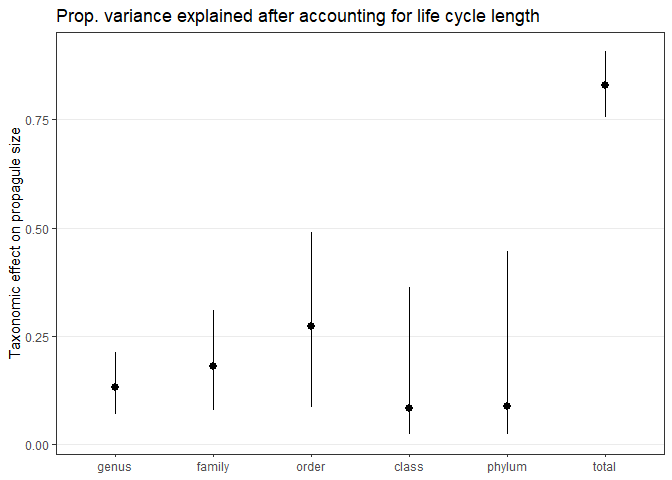 Prop. variance explained after accounting for life cycle length
Taxonomic effect on propagule size
0.75
0.50
0.25
0.00
genus family order class phylum total